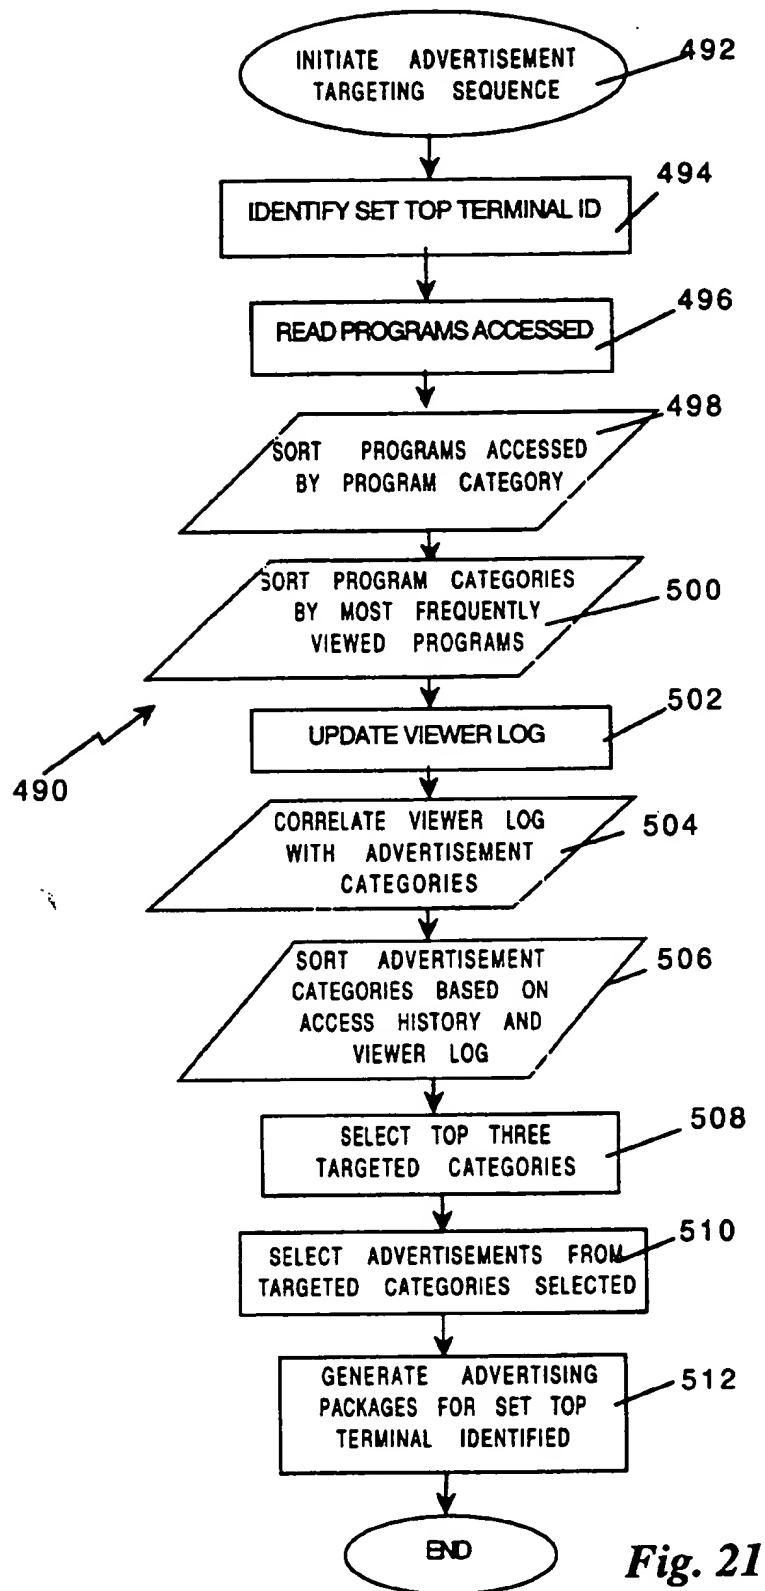 INITIATE ADVERTISEMENT
TARGETING SEQUENCE
492
IDENTIFY SET TOP TERMINAL ID
494
READ PROGRAMS ACCESSED
496
SORT PROGRAMS ACCESSED
BY PROGRAM CATEGORY
498
SORT PROGRAM CATEGORIES
BY MOST FREQUENTLY
VIEWED PROGRAMS
500
UPDATE VIEWER LOG
502
490
CORRELATE VIEWER LOG
WITH ADVERTISEMENT
CATEGORIES
504
SORT ADVERTISEMENT
CATEGORIES BASED ON
ACCESS HISTORY AND
VIEWER LOG
506
SELECT TOP THREE
TARGETED CATEGORIES
508
SELECT ADVERTISEMENTS FROM
TARGETED CATEGORIES SELECTED
510
GENERATE ADVERTISING
PACKAGES FOR SET TOP
TERMINAL IDENTIFIED
512
END
Fig. 21